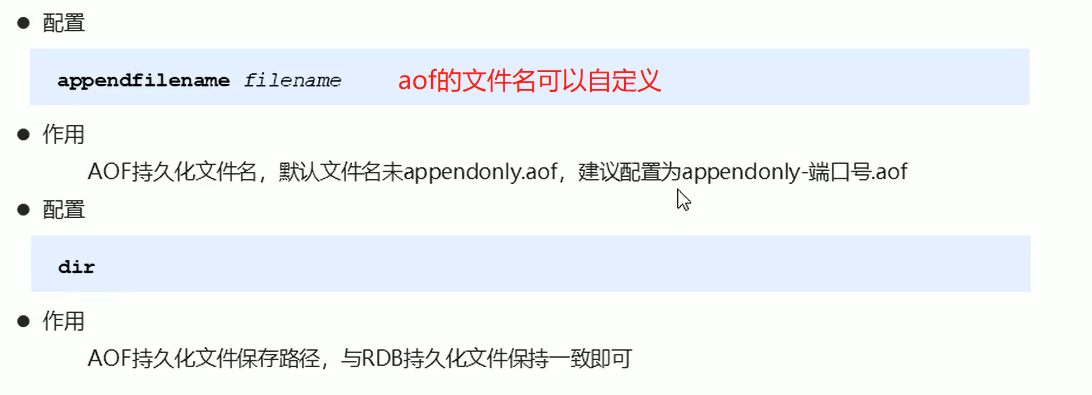 ● 配置
appendfilename filename aof的文件名可以自定义
● 作用
AOF持久化文件名，默认文件名未appendonly.aof，建议配置为appendonly-端口号.aof
● 配置
dir
● 作用
AOF持久化文件保存路径，与RDB持久化文件保持一致即可